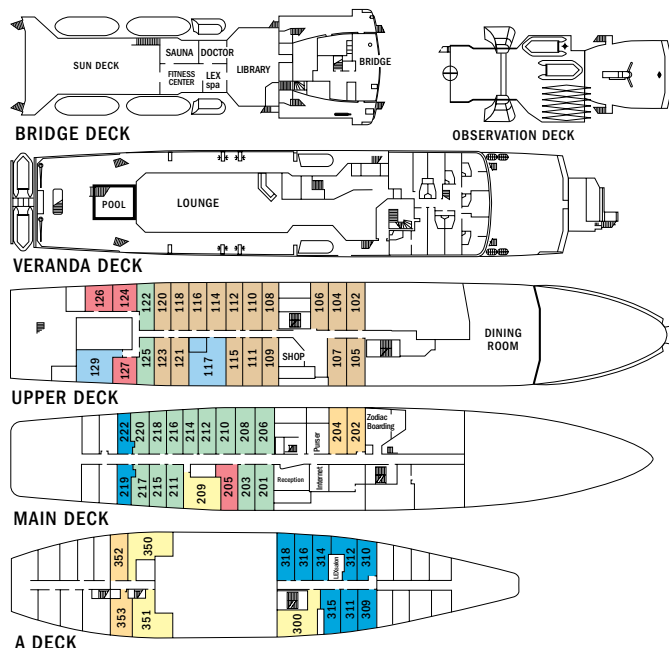 SUN DECK
SAUNA DOCTOR
FITNESS CENTER
LEX spa
LIBRARY
BRIDGE
BRIDGE DECK
OBSERVATION DECK
POOL
LOUNGE
VERANDA DECK
126 124 122 120 118 116 114 112 110 108 106 104 102
129 127 125 123 121 117 115 111 109 SHOP 107 105
DINING ROOM
UPPER DECK
222 220 218 216 214 212 210 208 206 Purser 204 202 Zodiac Boarding
219 217 215 211 209 205 203 201 Reception Internet
MAIN DECK
352 350 318 316 314 LEXsalon 312 310
353 351 300 315 311 309
A DECK